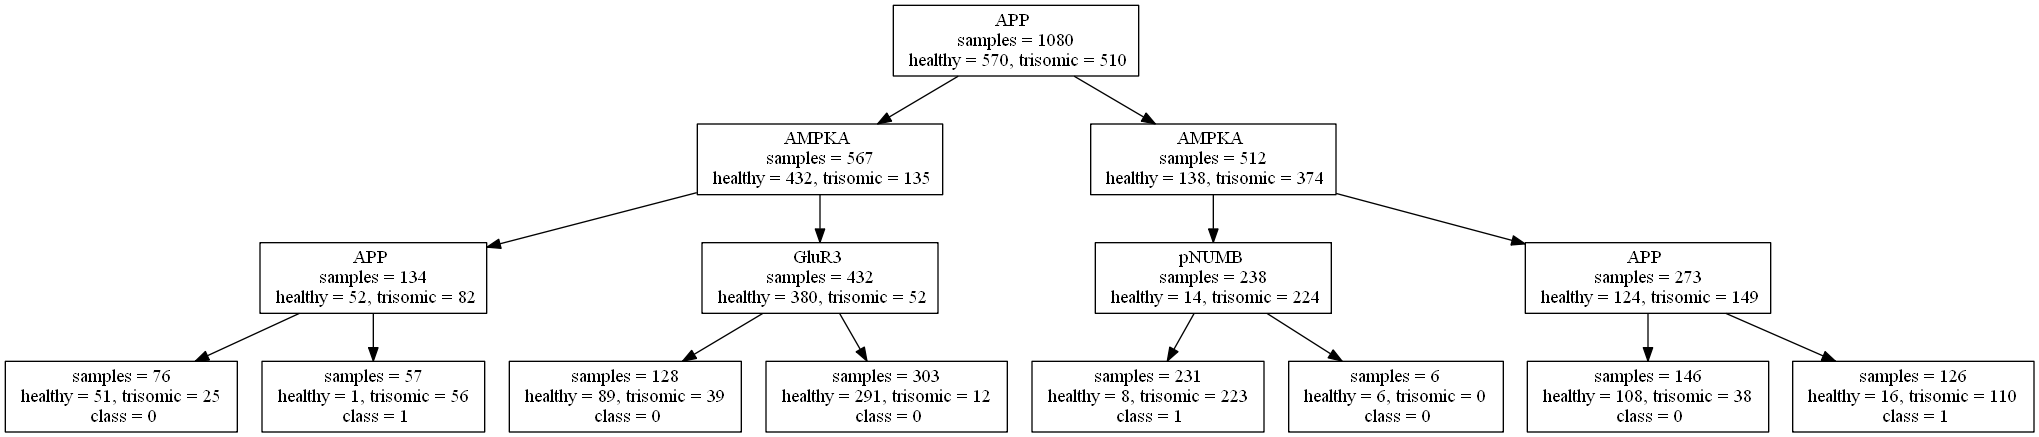 APP
samples = 1080
healthy = 570, trisomic = 510
AMPKA
samples = 567
healthy = 432, trisomic = 135
AMPKA
samples = 512
healthy = 138, trisomic = 374
APP
samples = 134
healthy = 52, trisomic = 82
GluR3
samples = 432
healthy = 380, trisomic = 52
pNUMB
samples = 238
healthy = 14, trisomic = 224
APP
samples = 273
healthy = 124, trisomic = 149
samples = 76
healthy = 51, trisomic = 25
class = 0
samples = 57
healthy = 1, trisomic = 56
class = 1
samples = 128
healthy = 89, trisomic = 39
class = 0
samples = 303
healthy = 291, trisomic = 12
class = 0
samples = 231
healthy = 8, trisomic = 223
class = 1
samples = 6
healthy = 6, trisomic = 0
class = 0
samples = 146
healthy = 108, trisomic = 38
class = 0
samples = 126
healthy = 16, trisomic = 110
class = 1